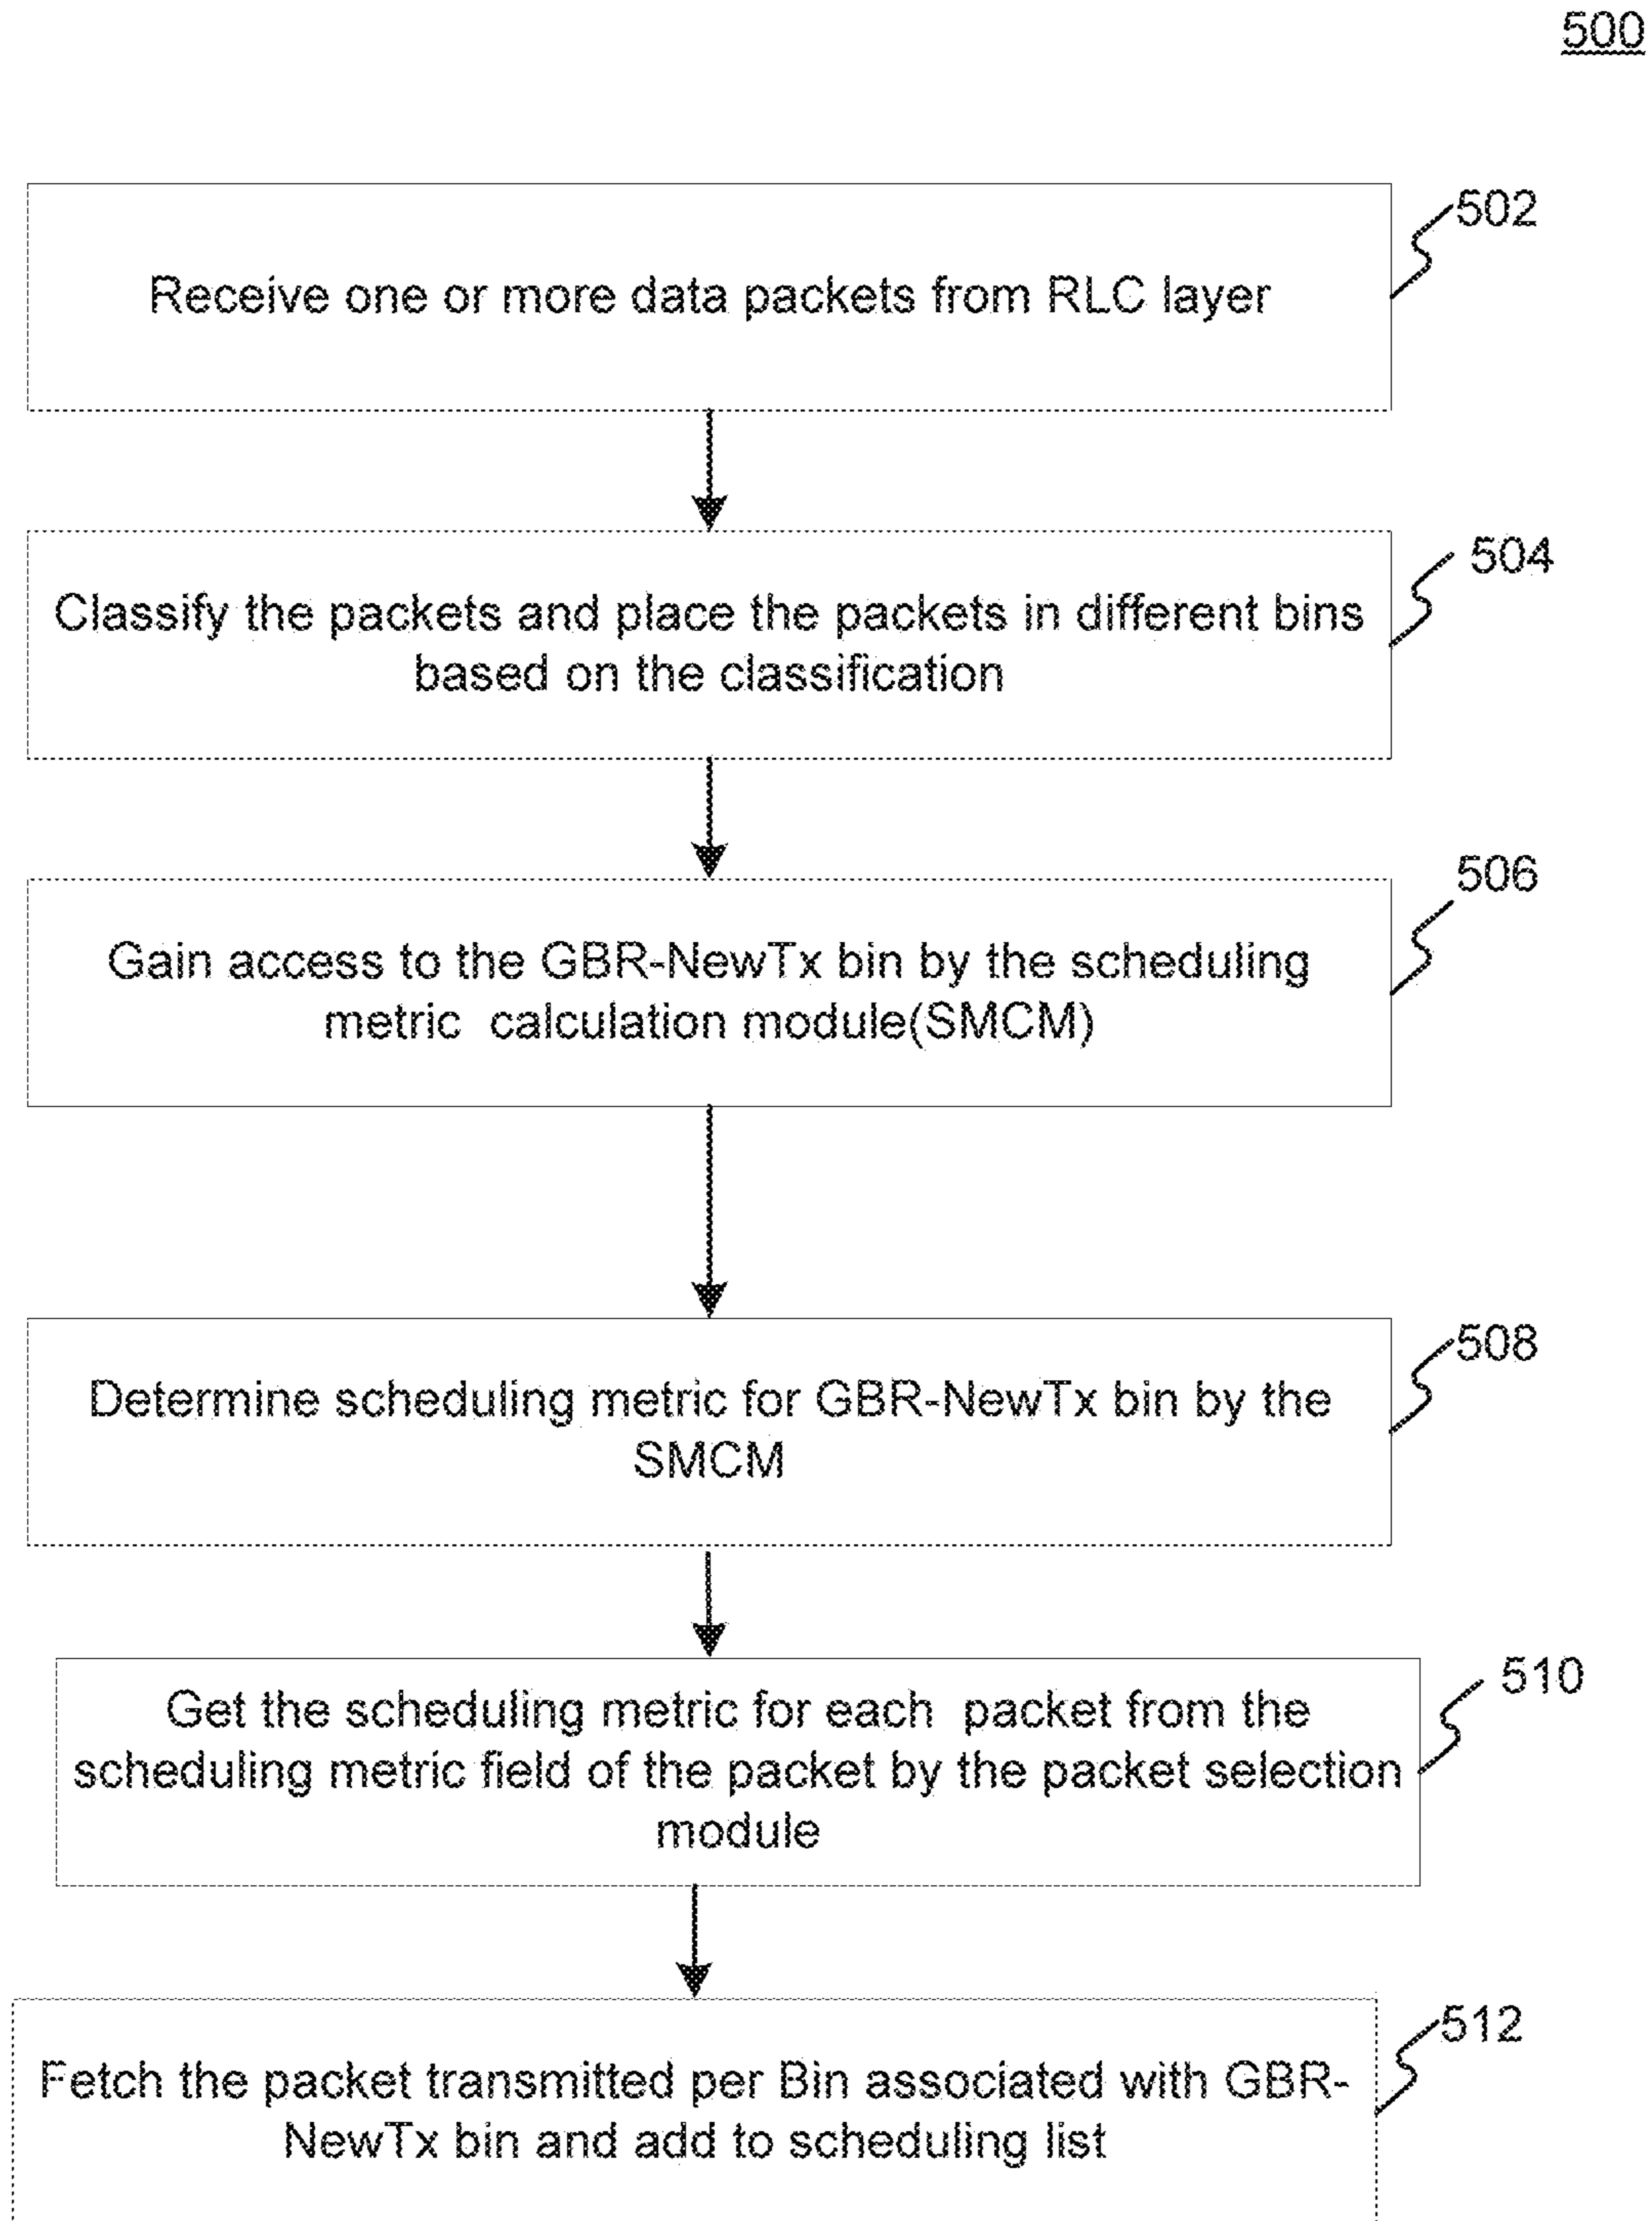 500
Receive one or more data packets from RLC layer
502
Classify the packets and place the packets in different bins
based on the classification
504
Gain access to the GBR-NewTx bin by the scheduling
metric calculation module(SMCM)
506
Determine scheduling metric for GBR-NewTx bin by the
SMCM
508
Get the scheduling metric for each packet from the
scheduling metric field of the packet by the packet selection
module
510
Fetch the packet transmitted per Bin associated with GBR-
NewTx bin and add to scheduling list
512